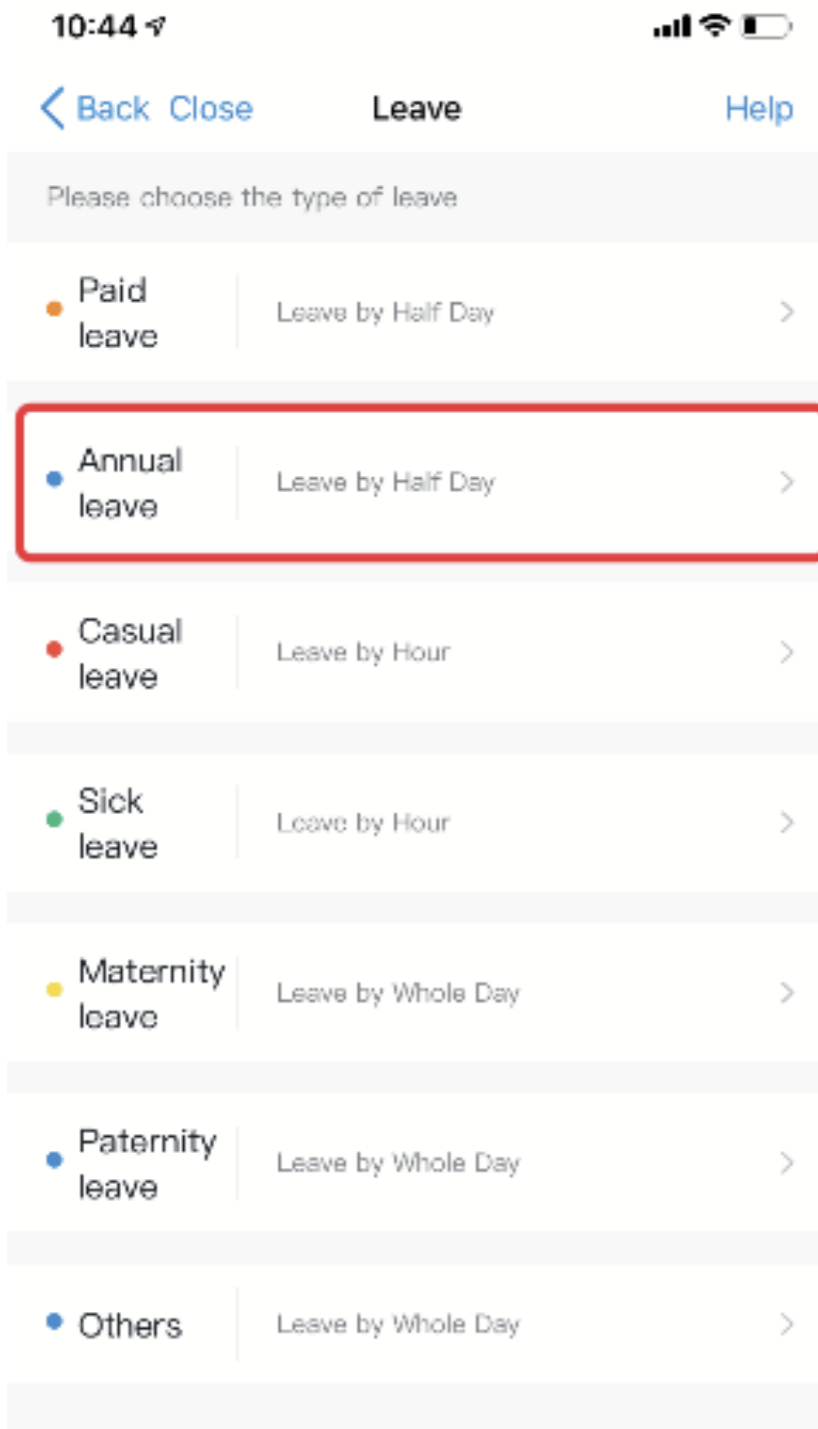 10:44
Back Close Leave Help
Please choose the type of leave
Paid
leave
Leave by Half Day
Annual
leave
Leave by Half Day
Casual
leave
Leave by Hour
Sick
leave
Leave by Hour
Maternity
leave
Leave by Whole Day
Paternity
leave
Leave by Whole Day
Others
Leave by Whole Day